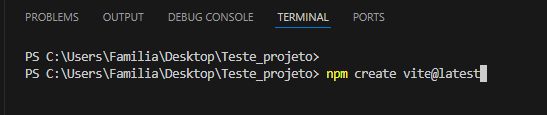 PROBLEMS OUTPUT DEBUG CONSOLE TERMINAL PORTS
PS C:\Users\Familia\Desktop\Teste_projeto>
PS C:\Users\Familia\Desktop\Teste_projeto> npm create vite@latest